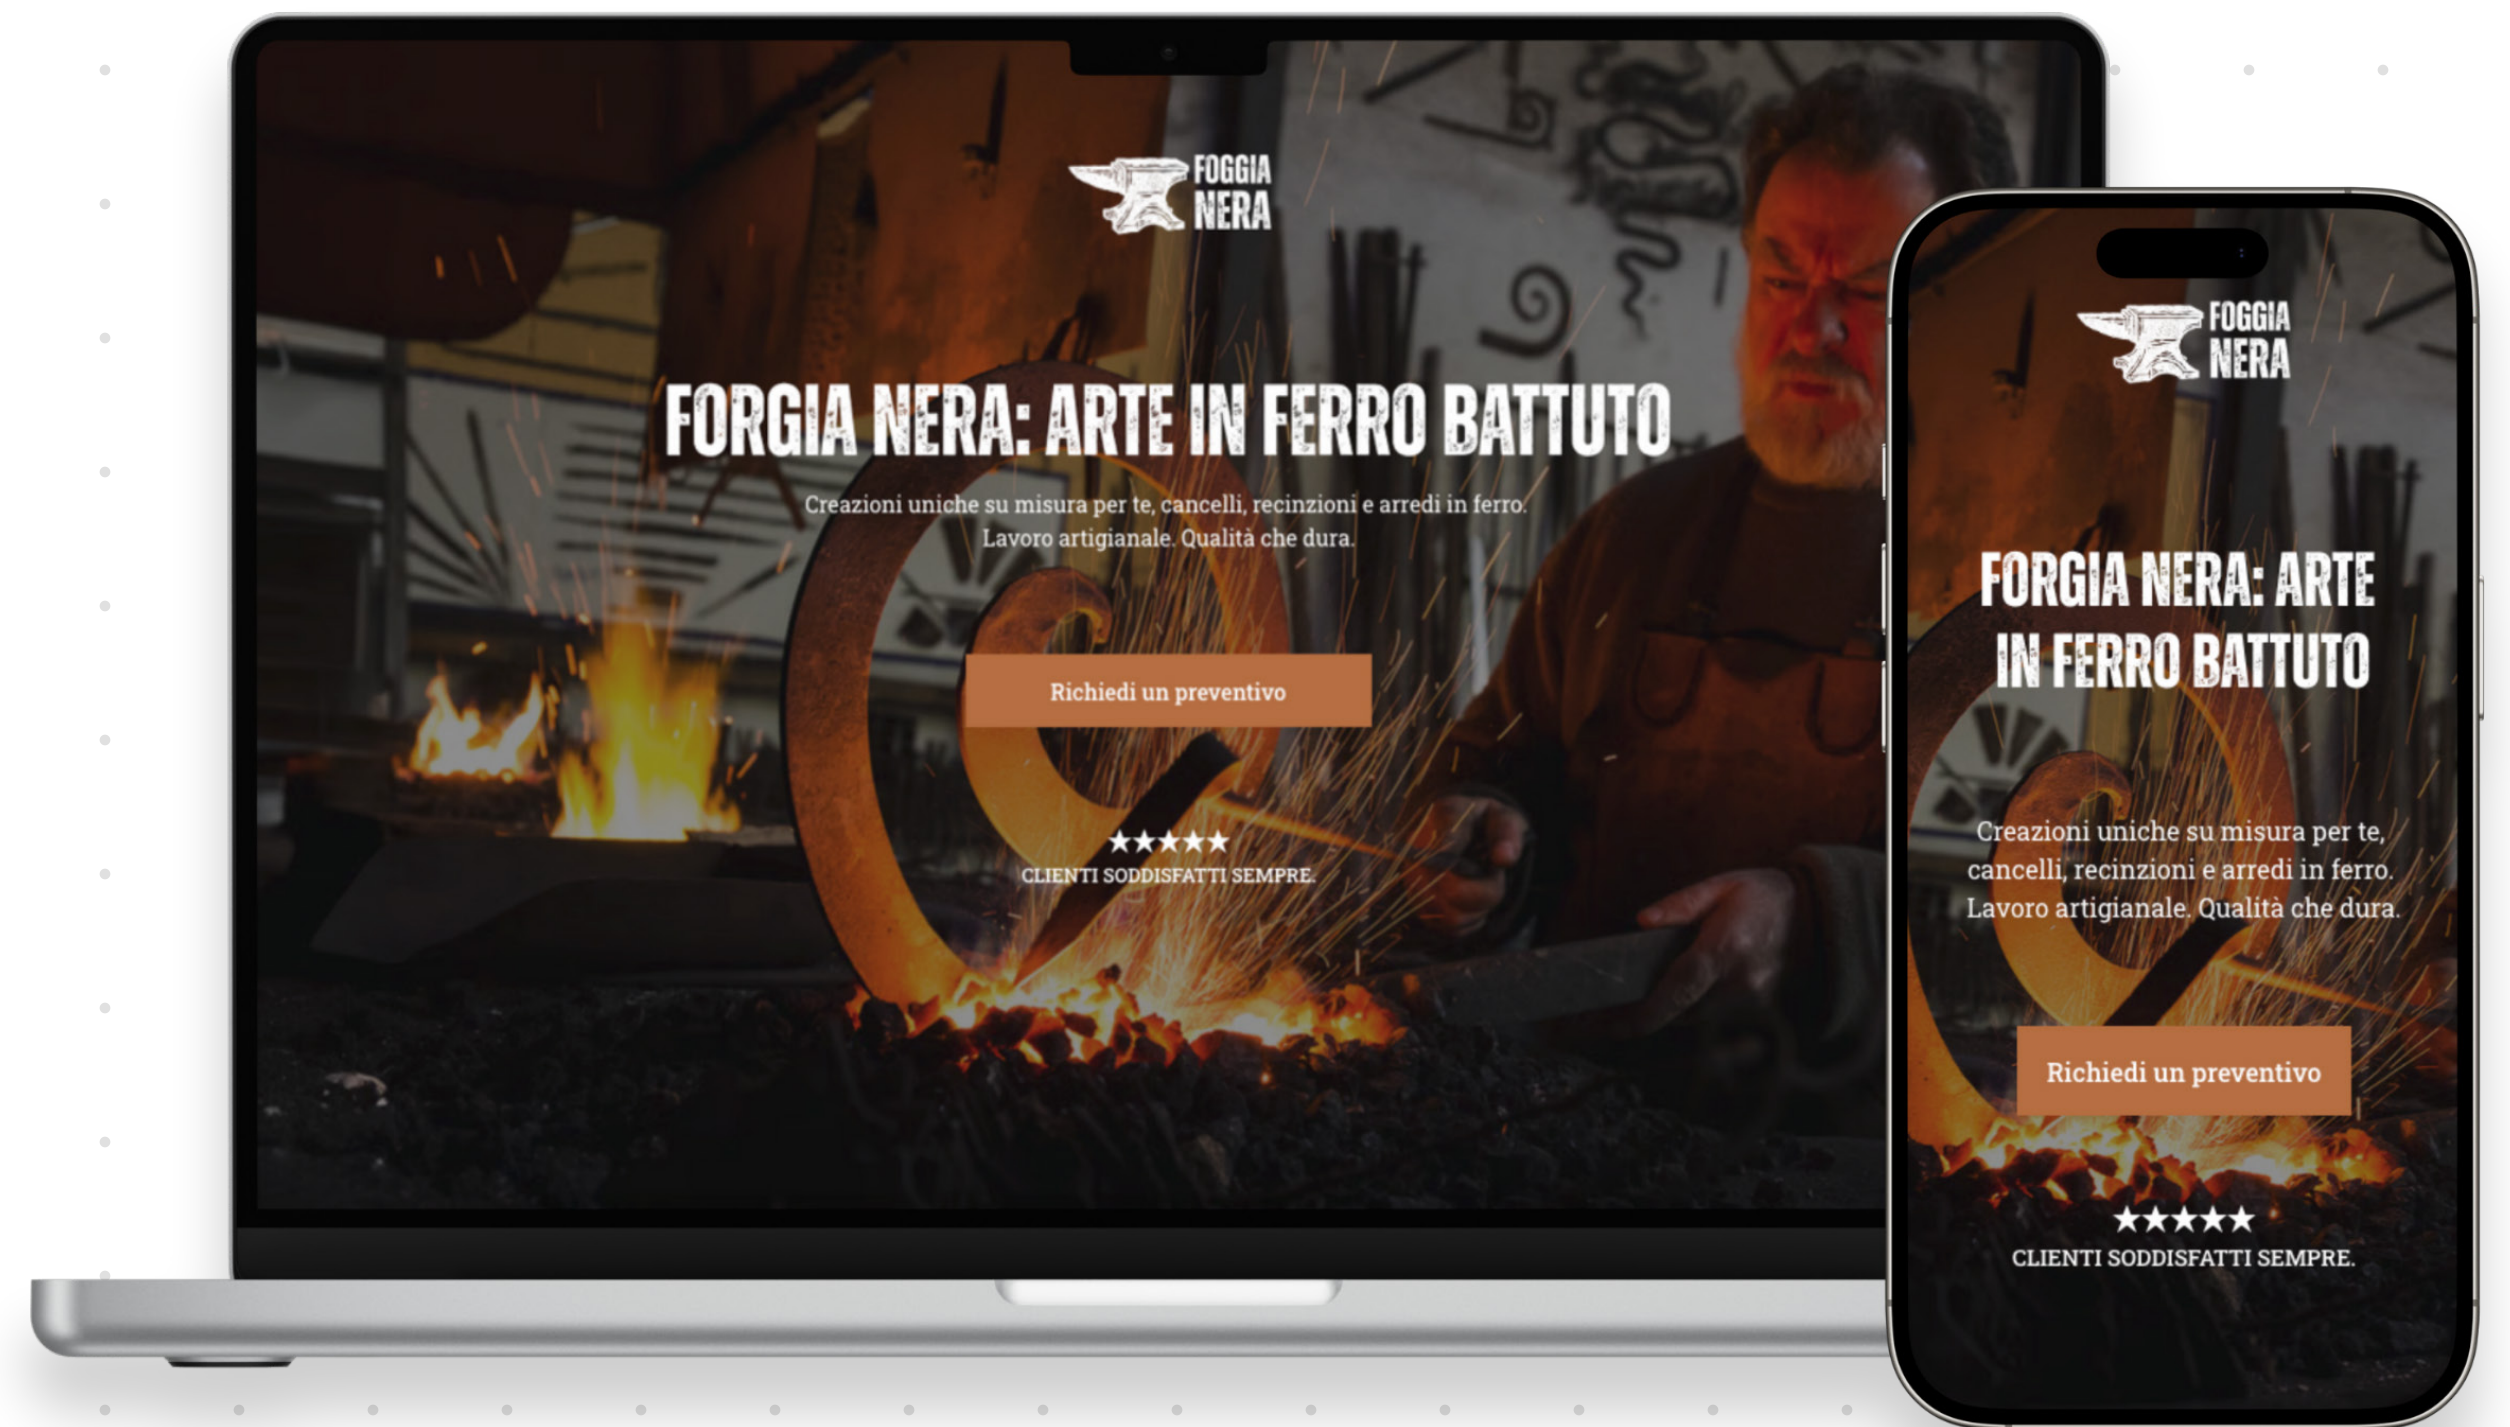 FOGGIA
NERA
FORGIA NERA: ARTE IN FERRO BATTUTO
Creazioni uniche su misura per te, cancelli, recinzioni e arredi in ferro.
Lavoro artigianale. Qualità che dura.
Richiedi un preventivo
★★★★★
CLIENTI SODDISFATTI SEMPRE.
FOGGIA
NERA
FORGIA NERA: ARTE
IN FERRO BATTUTO
Creazioni uniche su misura per te,
cancelli, recinzioni e arredi in ferro.
Lavoro artigianale. Qualità che dura.
Richiedi un preventivo
★★★★★
CLIENTI SODDISFATTI SEMPRE.